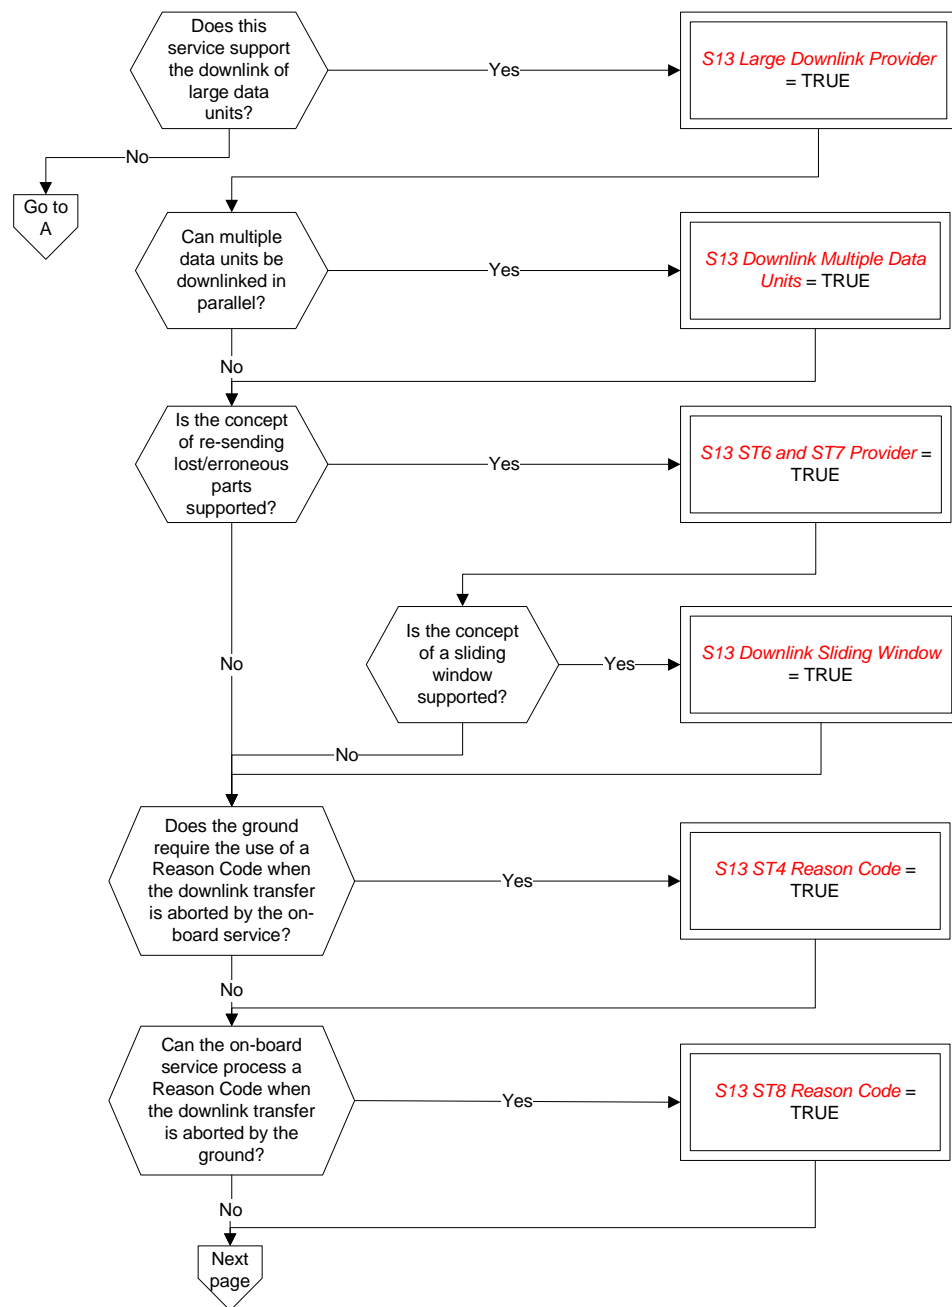 Does this
service support
the downlink of
large data
units?
Yes
S13 Large Downlink Provider
= TRUE
No
Go to
A
Can multiple
data units be
downlinked in
parallel?
Yes
S13 Downlink Multiple Data
Units = TRUE
No
Is the concept
of re-sending
lost/erroneous
parts
supported?
Yes
S13 ST6 and ST7 Provider =
TRUE
No
Is the concept
of a sliding
window
supported?
Yes
S13 Downlink Sliding Window
= TRUE
No
Does the ground
require the use of a
Reason Code when
the downlink transfer
is aborted by the on-
board service?
Yes
S13 ST4 Reason Code =
TRUE
No
Can the on-board
service process a
Reason Code when
the downlink transfer
is aborted by the
ground?
Yes
S13 ST8 Reason Code =
TRUE
No
Next
page